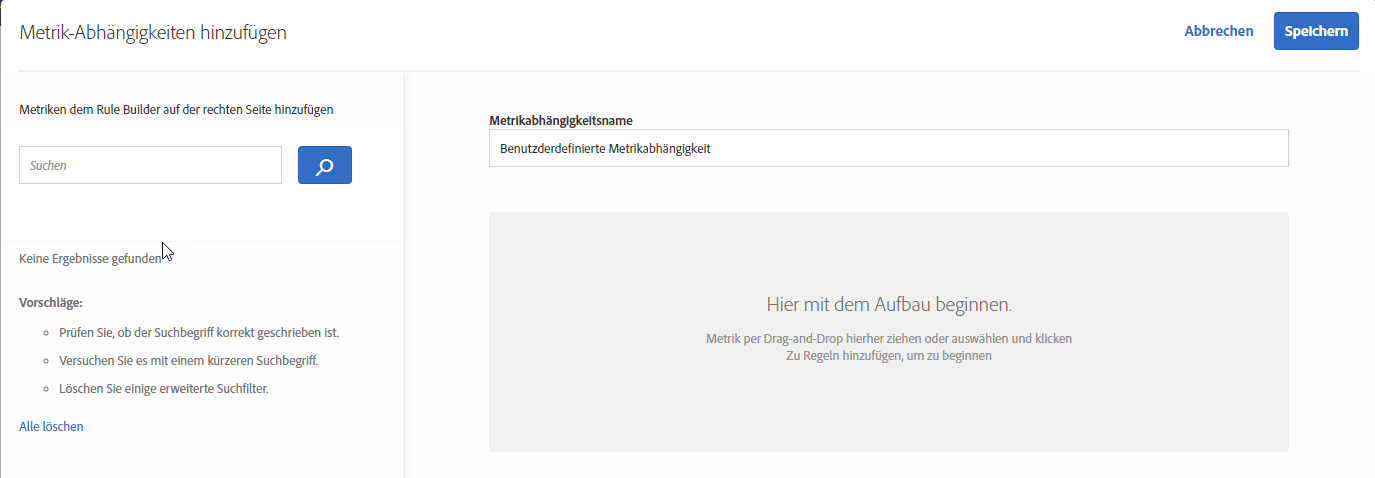 Metrik-Abhängigkeiten hinzufügen
Abbrechen
Speichern
Metriken dem Rule Builder auf der rechten Seite hinzufügen
Suchen
Keine Ergebnisse gefunden
Vorschläge:
Prüfen Sie, ob der Suchbegriff korrekt geschrieben ist.
Versuchen Sie es mit einem kürzeren Suchbegriff.
Löschen Sie einige erweiterte Suchfilter.
Alle löschen
Metrikabhängigkeitsname
Benutzderdefinierte Metrikabhängigkeit
Hier mit dem Aufbau beginnen.
Metrik per Drag-and-Drop hierher ziehen oder auswählen und klicken
Zu Regeln hinzufügen, um zu beginnen